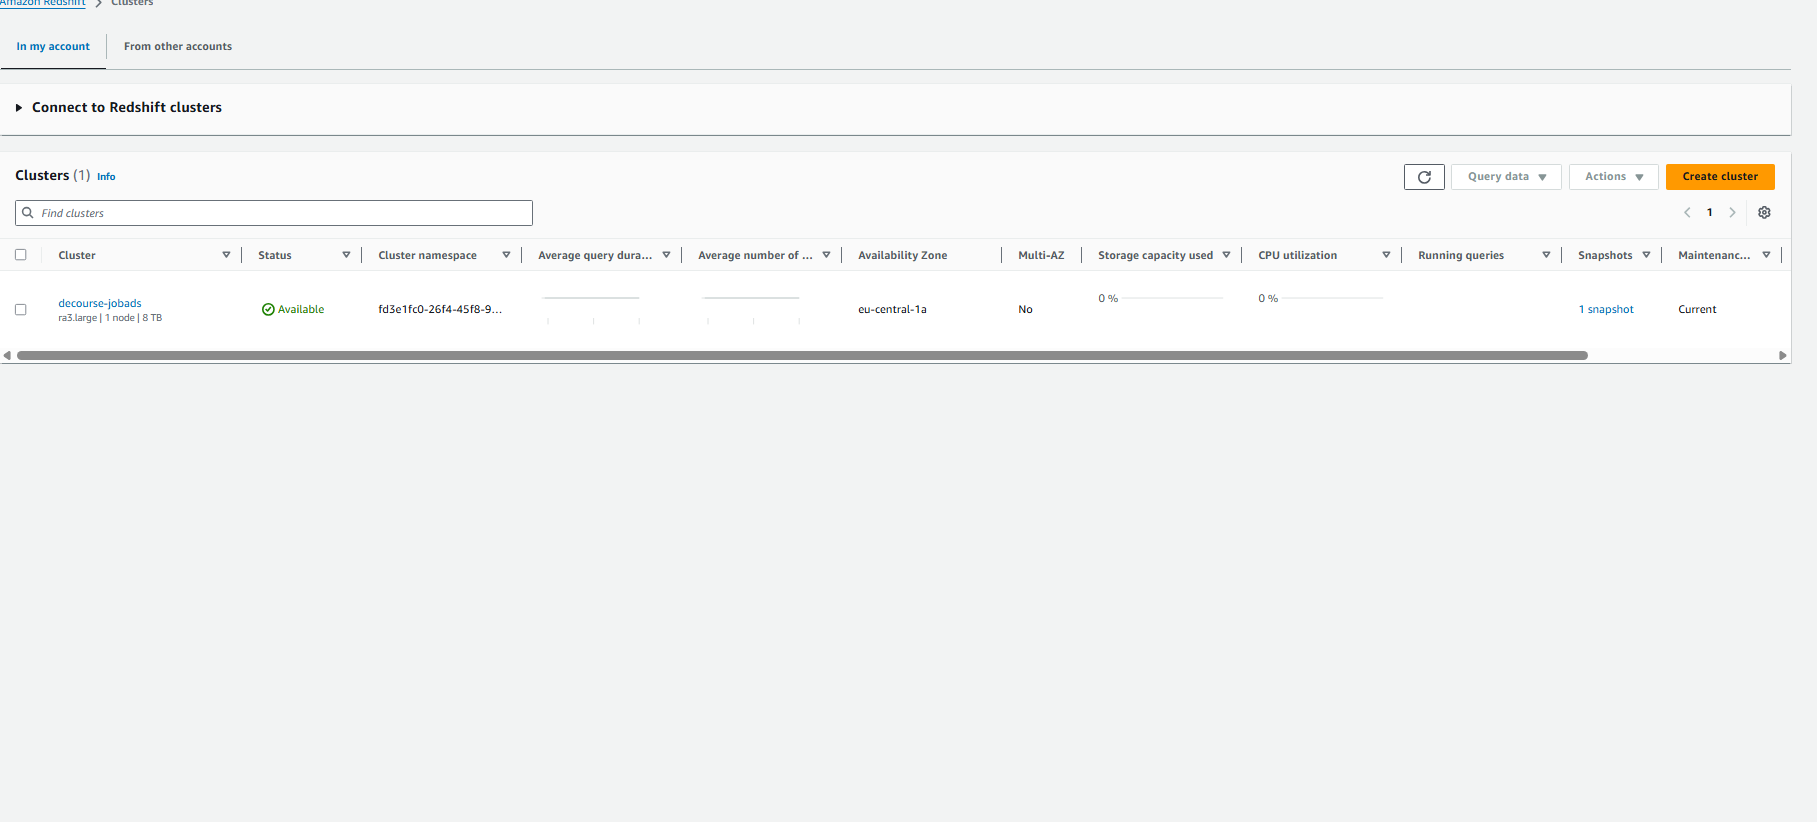 Amazon Redshift > Clusters
In my account From other accounts
Connect to Redshift clusters
Clusters (1) Info
Query data Actions Create cluster
Find clusters
1
Cluster Status Cluster namespace Average query dura... Average number of ... Availability Zone Multi-AZ Storage capacity used CPU utilization Running queries Snapshots Maintenanc...
decourse-jobads Available fd3e1fc0-26f4-45f8-9... eu-central-1a No 0 % 0 % 1 snapshot Current
ra3.large | 1 node | 8 TB